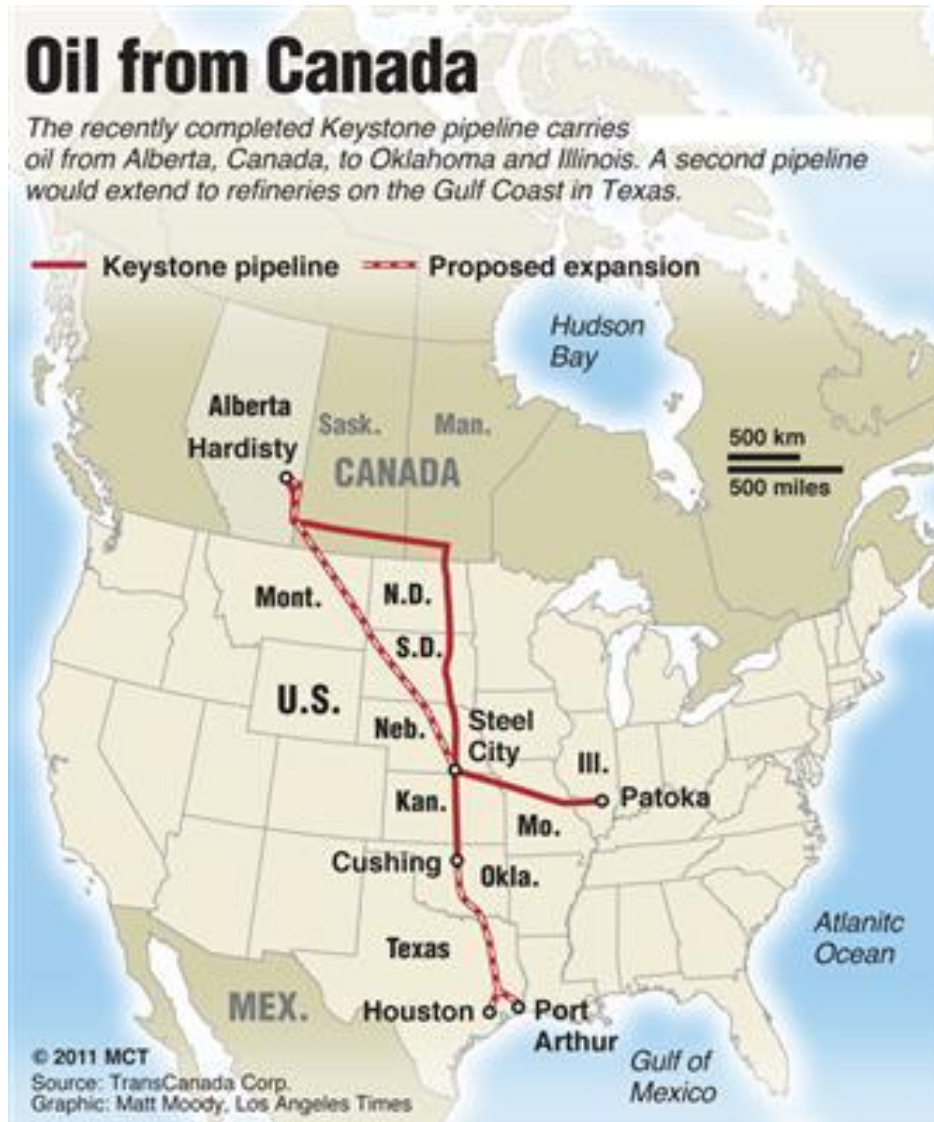 Oil from Canada
The recently completed Keystone pipeline carries
oil from Alberta, Canada, to Oklahoma and Illinois. A second pipeline
would extend to refineries on the Gulf Coast in Texas.
Keystone pipeline
Proposed expansion
Hudson
Bay
Alberta
Hardisty
Sask.
Man.
CANADA
500 km
500 miles
Mont.
N.D.
S.D.
U.S.
Neb.
Steel
City
Ill.
Patoka
Kan.
Mo.
Cushing
Okla.
Texas
Atlanitc
Ocean
MEX.
Houston
Port
Arthur
Gulf of
Mexico
© 2011 MCT
Source: TransCanada Corp.
Graphic: Matt Moody, Los Angeles Times